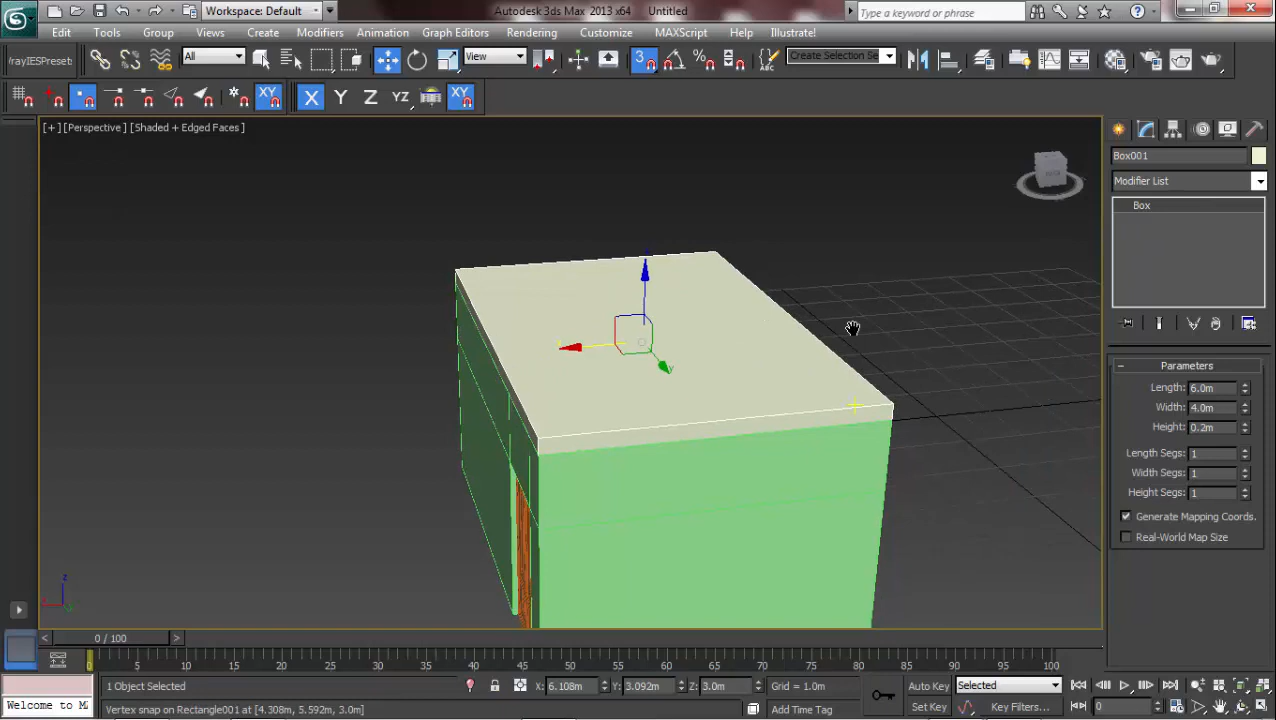 Workspace: Default
Autodesk 3ds Max 2013 x64
Untitled
Type a keyword or phrase
Edit Tools Group Views Create Modifiers Animation Graph Editors Rendering Customize MAXScript Help Illustrate!
rayIESPreset
All
View
3
Create Selection Se
X Y Z YZ XY
[+] [Perspective] [Shaded + Edged Faces]
Box001
Modifier List
Box
Parameters
Length: 6.0m
Width: 4.0m
Height: 0.2m
Length Segs: 1
Width Segs: 1
Height Segs: 1
Generate Mapping Coords.
Real-World Map Size
0 / 100
0 5 10 15 20 25 30 35 40 45 50 55 60 65 70 75 80 85 90 95 100
1 Object Selected
X: 6.108m Y: 3.092m Z: 3.0m
Grid = 1.0m
Auto Key
Selected
Welcome to M
Vertex snap on Rectangle001 at [4.308m, 5.592m, 3.0m]
Add Time Tag
Set Key
Key Filters...
0